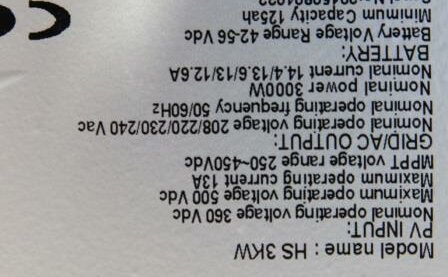 Model name : HS 3KW
PV INPUT:
Nominal operating voltage 360 Vdc
Maximum operating voltage 500 Vdc
Maximum operating current 13A
MPPT voltage range 250~450Vdc
GRID/AC OUTPUT:
Nominal operating voltage 208/220/230/240 Vac
Nominal operating frequency 50/60Hz
Nominal power 3000W
Nominal current 14.4/13.6/13/12.6A
BATTERY:
Battery Voltage Range 42-56 Vdc
Minimum Capacity 125ah
CE